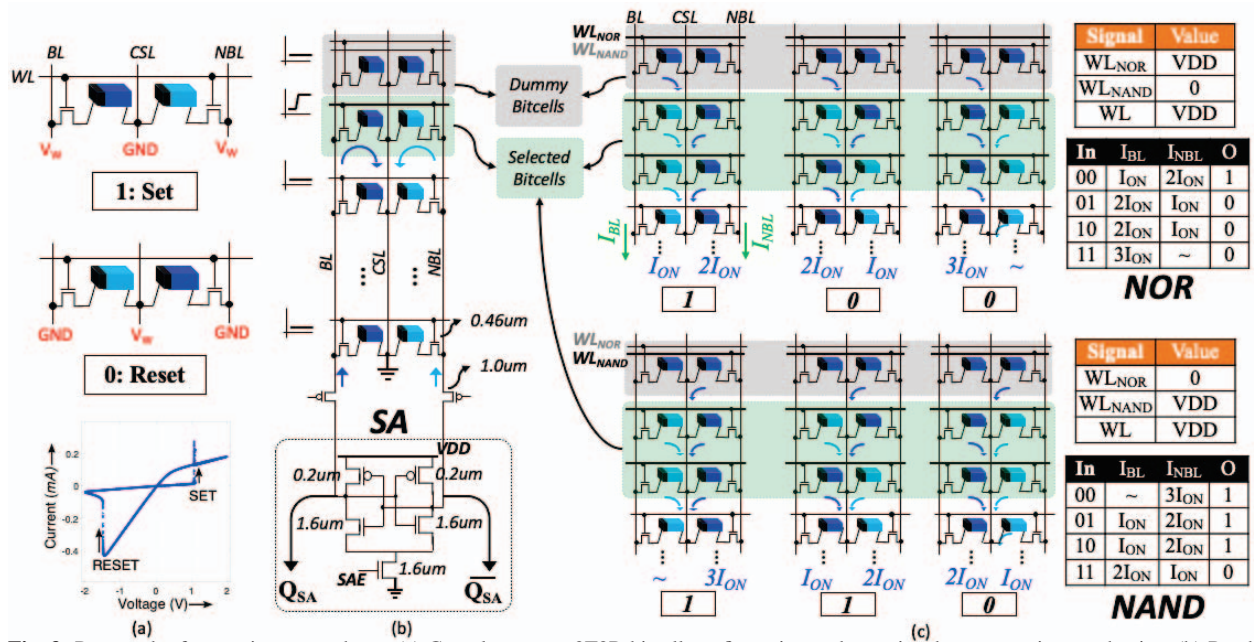 BL CSL NBL
WL
V_W GND V_W
1: Set
GND V_W GND
0: Reset
Current (mA)
0.2
0
-0.2
-0.4
SET
RESET
-2 -1 0 1 2
Voltage (V)
(a)
BL CSL NBL
... ...
0.46um
1.0um
SA
VDD
0.2um 0.2um
1.6um 1.6um
SAE 1.6um
Q_SA Q̅_SA̅
(b)
Dummy
Bitcells
Selected
Bitcells
BL CSL NBL
WL_NOR
WL_NAND
I_BL I_NBL
I_ON 2I_ON 2I_ON I_ON 3I_ON ~
1 0 0
Signal Value
WL_NOR VDD
WL_NAND 0
WL VDD
In I_BL I_NBL O
00 I_ON 2I_ON 1
01 2I_ON I_ON 0
10 2I_ON I_ON 0
11 3I_ON ~ 0
NOR
WL_NOR
WL_NAND
~ 3I_ON I_ON 2I_ON 2I_ON I_ON
1 1 0
(c)
Signal Value
WL_NOR 0
WL_NAND VDD
WL VDD
In I_BL I_NBL O
00 ~ 3I_ON 1
01 I_ON 2I_ON 1
10 I_ON 2I_ON 1
11 2I_ON I_ON 0
NAND